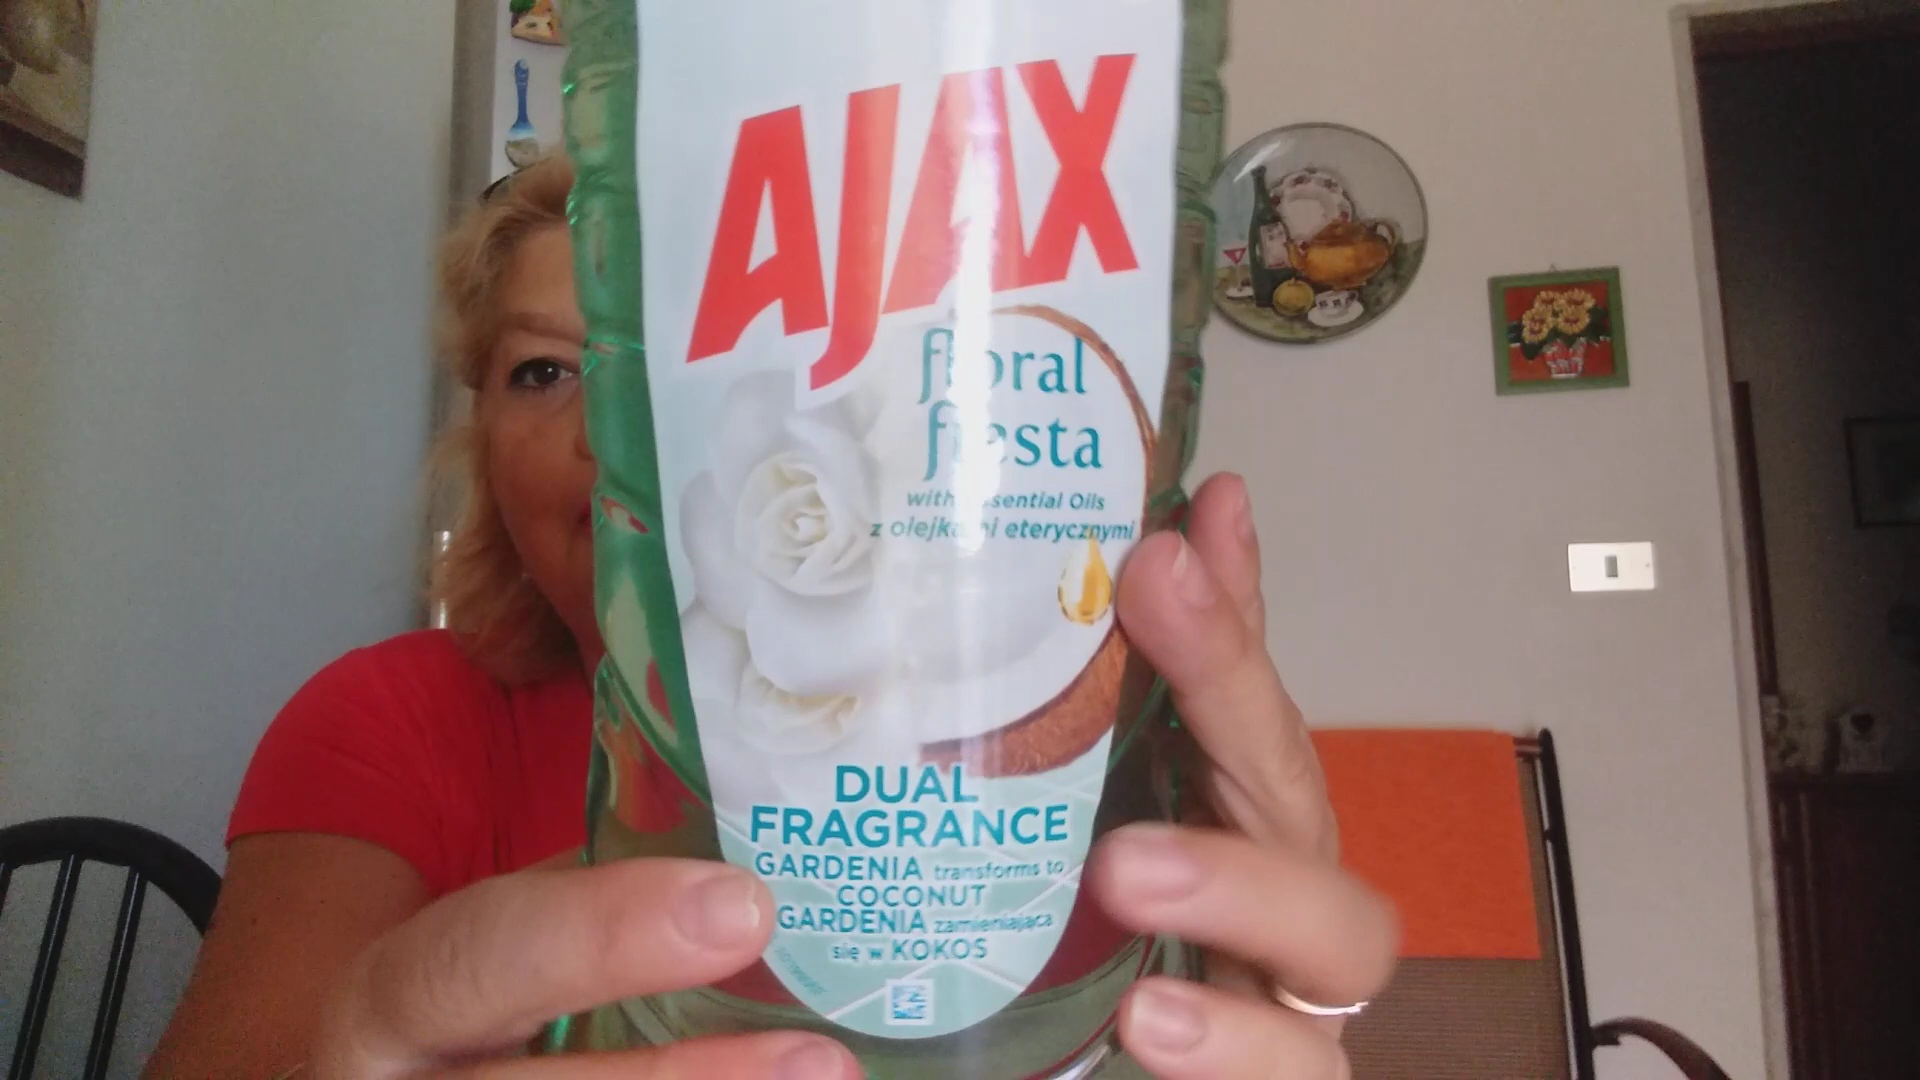 AJAX
floral
fiesta
with Essential Oils
z olejkami eterycznymi
DUAL
FRAGRANCE
GARDENIA transforms to
COCONUT
GARDENIA zamieniająca
się w KOKOS